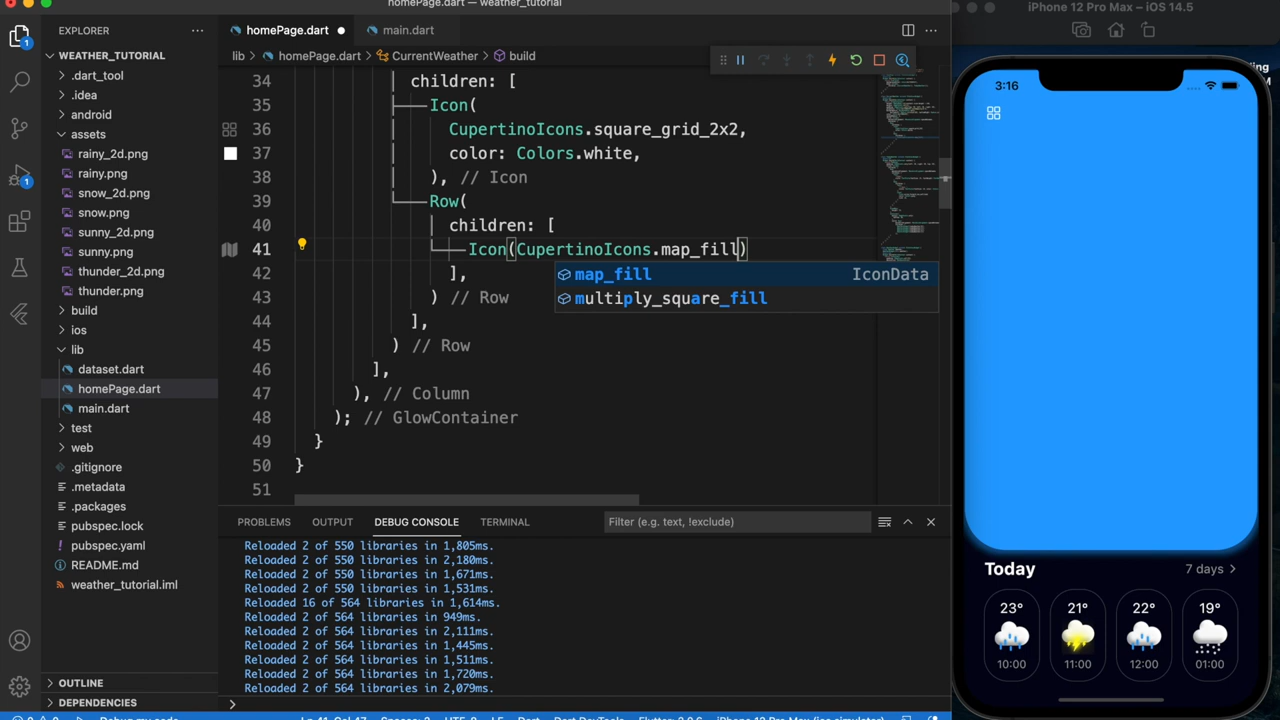 homePage.dart — weather_tutorial
iPhone 12 Pro Max – iOS 14.5
EXPLORER
homePage.dart
main.dart
WEATHER_TUTORIAL
lib > homePage.dart > CurrentWeather > build
.dart_tool
.idea
android
assets
rainy_2d.png
rainy.png
snow_2d.png
snow.png
sunny_2d.png
sunny.png
thunder_2d.png
thunder.png
build
ios
lib
dataset.dart
homePage.dart
main.dart
test
web
.gitignore
.metadata
.packages
pubspec.lock
pubspec.yaml
README.md
weather_tutorial.iml
OUTLINE
DEPENDENCIES
1
1
34 children: [
35 Icon(
36 CupertinoIcons.square_grid_2x2,
37 color: Colors.white,
38 ), // Icon
39 Row(
40 children: [
41 Icon(CupertinoIcons.map_fill)
map_fill IconData
multiply_square_fill
42 ],
43 ) // Row
44 ],
45 ) // Row
46 ],
47 ), // Column
48 ); // GlowContainer
49 }
50 }
51
PROBLEMS OUTPUT DEBUG CONSOLE TERMINAL
Filter (e.g. text, !exclude)
Reloaded 2 of 550 libraries in 1,805ms.
Reloaded 2 of 550 libraries in 2,180ms.
Reloaded 2 of 550 libraries in 1,671ms.
Reloaded 2 of 550 libraries in 1,531ms.
Reloaded 16 of 564 libraries in 1,614ms.
Reloaded 2 of 564 libraries in 949ms.
Reloaded 2 of 564 libraries in 2,111ms.
Reloaded 2 of 564 libraries in 1,445ms.
Reloaded 2 of 564 libraries in 1,511ms.
Reloaded 2 of 564 libraries in 1,720ms.
Reloaded 2 of 564 libraries in 2,079ms.
3:16
Today
7 days >
23° 21° 22° 19°
10:00 11:00 12:00 01:00